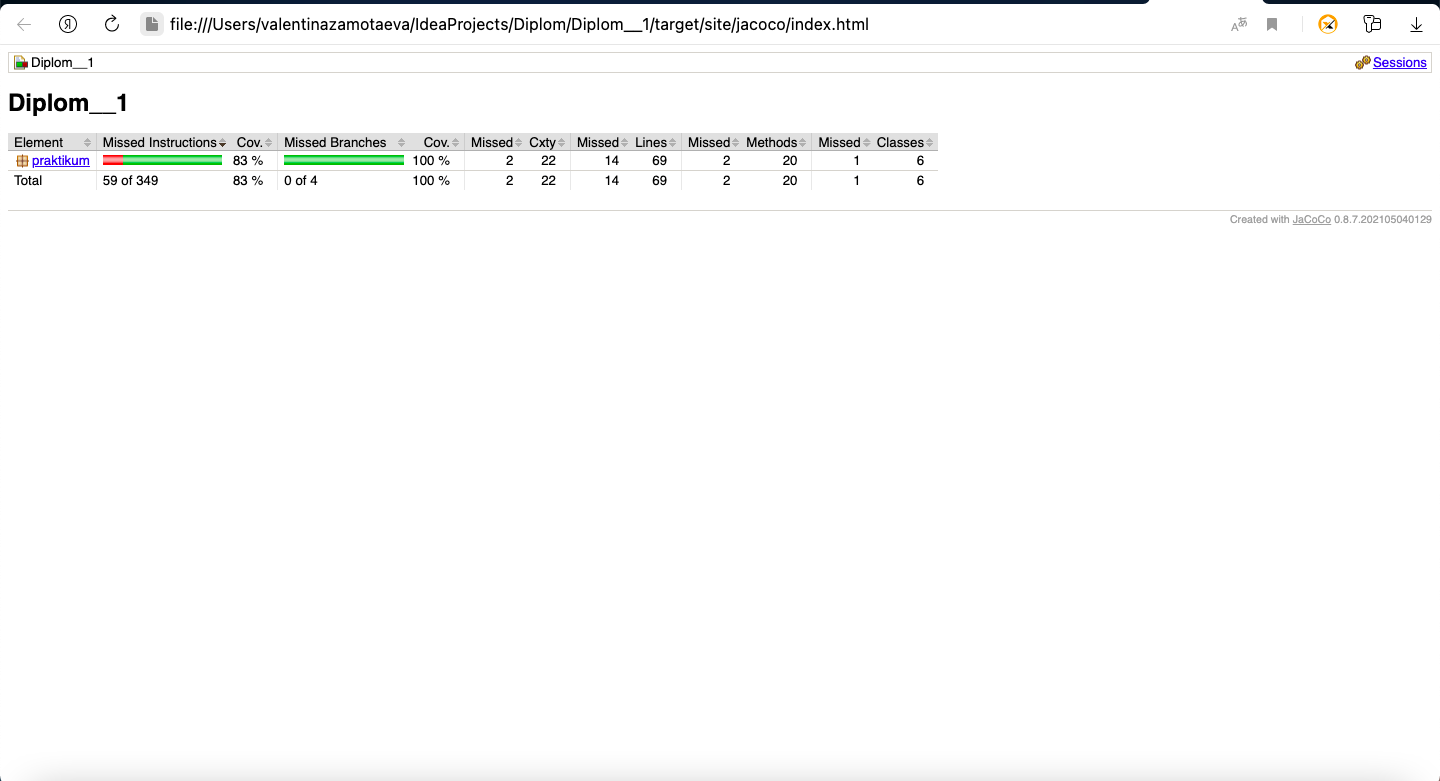 file:///Users/valentinazamotaeva/IdeaProjects/Diplom/Diplom__1/target/site/jacoco/index.html
Diplom__1 Sessions
Diplom__1
Element Missed Instructions Cov. Missed Branches Cov. Missed Cxty Missed Lines Missed Methods Missed Classes
praktikum 83 % 100 % 2 22 14 69 2 20 1 6
Total 59 of 349 83 % 0 of 4 100 % 2 22 14 69 2 20 1 6
Created with JaCoCo 0.8.7.202105040129